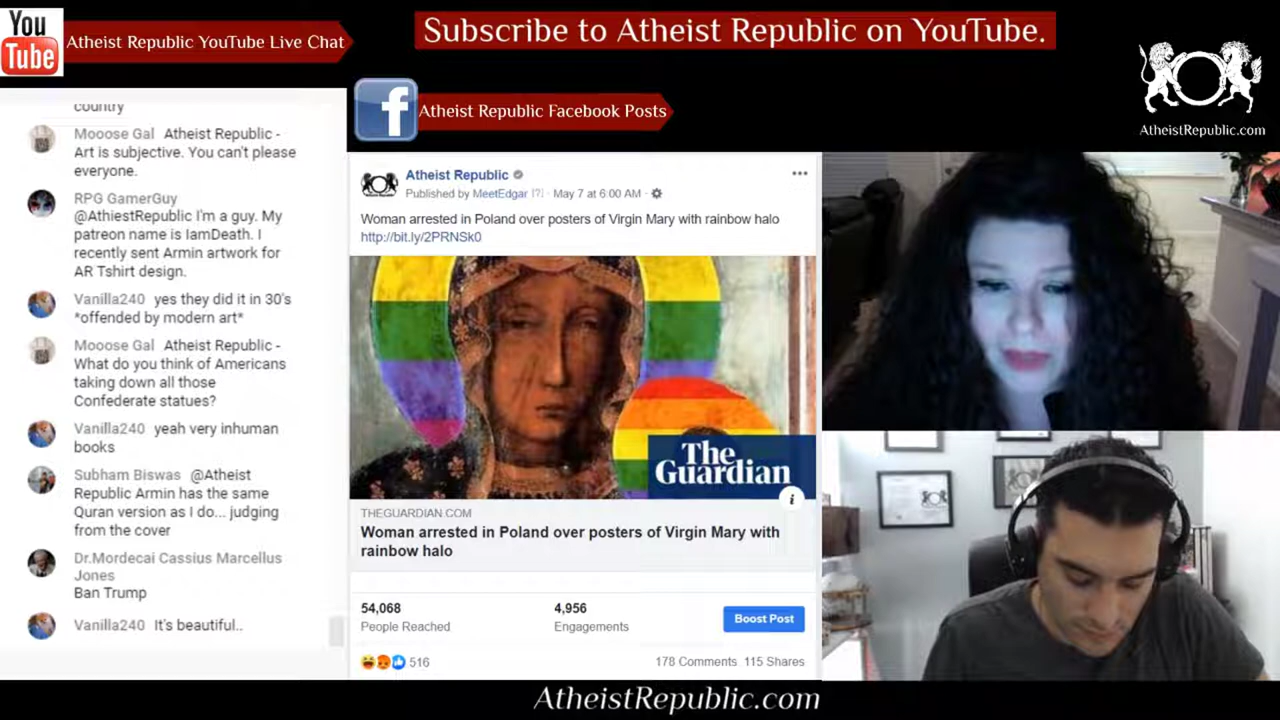 You
Tube
Atheist Republic YouTube Live Chat
Subscribe to Atheist Republic on YouTube.
AtheistRepublic.com
Atheist Republic Facebook Posts
country
Mooose Gal Atheist Republic -
Art is subjective. You can't please
everyone.
RPG GamerGuy
@AthiestRepublic I'm a guy. My
patreon name is IamDeath. I
recently sent Armin artwork for
AR Tshirt design.
Vanilla240 yes they did it in 30's
*offended by modern art*
Mooose Gal Atheist Republic -
What do you think of Americans
taking down all those
Confederate statues?
Vanilla240 yeah very inhuman
books
Subham Biswas @Atheist
Republic Armin has the same
Quran version as I do... judging
from the cover
Dr.Mordecai Cassius Marcellus
Jones
Ban Trump
Vanilla240 It's beautiful..
Atheist Republic
Published by MeetEdgar [?] · May 7 at 6:00 AM ·
Woman arrested in Poland over posters of Virgin Mary with rainbow halo
http://bit.ly/2PRNSk0
The
Guardian
i
THEGUARDIAN.COM
Woman arrested in Poland over posters of Virgin Mary with
rainbow halo
54,068
People Reached
4,956
Engagements
Boost Post
516
178 Comments 115 Shares
AtheistRepublic.com